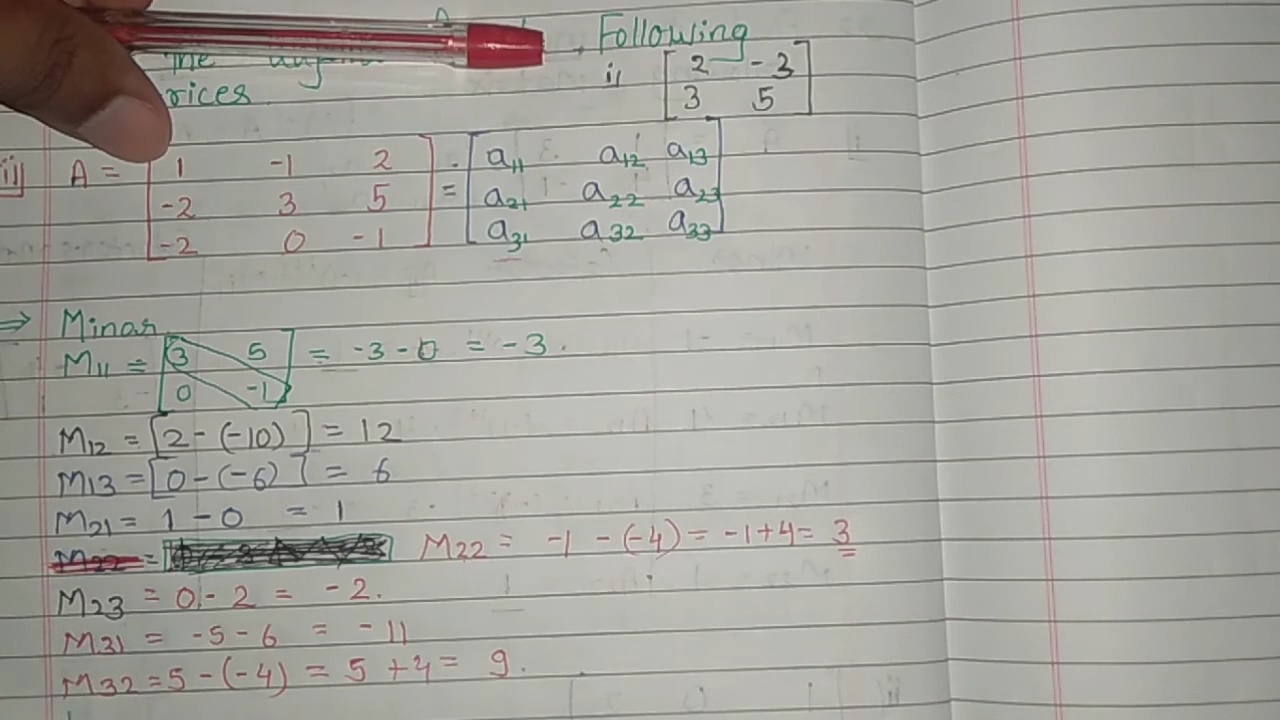 Following
The
rices
i) [ 2 -3
3 5 ]
ii] A = [ 1 -1 2
-2 3 5
-2 0 -1 ] = [ a11 a12 a13
a21 a22 a23
a31 a32 a33 ]
⇒ Minar
M11 = [ 3 5
0 -1 ] = -3 - 0 = -3.
M12 = [2-(-10)] = 12
M13 = [0-(-6)] = 6
M21 = 1 - 0 = 1
M22 = M22 = -1 - (-4) = -1+4 = 3
M23 = 0 - 2 = -2.
M31 = -5 - 6 = -11
M32 = 5 - (-4) = 5 + 4 = 9.